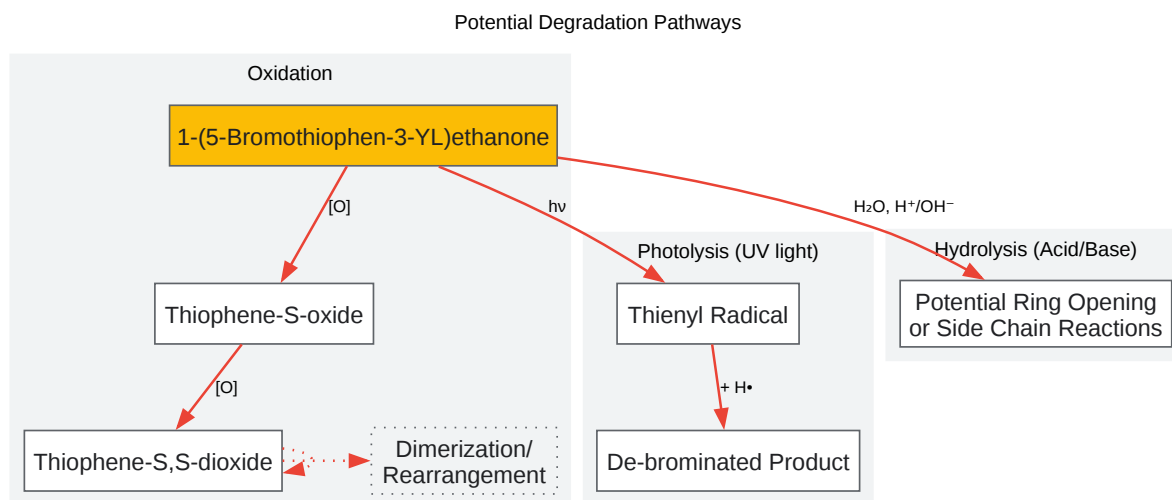 Potential Degradation Pathways
Oxidation
1-(5-Bromothiophen-3-YL)ethanone
[O]
hν
H₂O, H⁺/OH⁻
Photolysis (UV light)
Hydrolysis (Acid/Base)
Thiophene-S-oxide
Thienyl Radical
Potential Ring Opening
or Side Chain Reactions
[O]
+ H•
Thiophene-S,S-dioxide
Dimerization/
Rearrangement
De-brominated Product